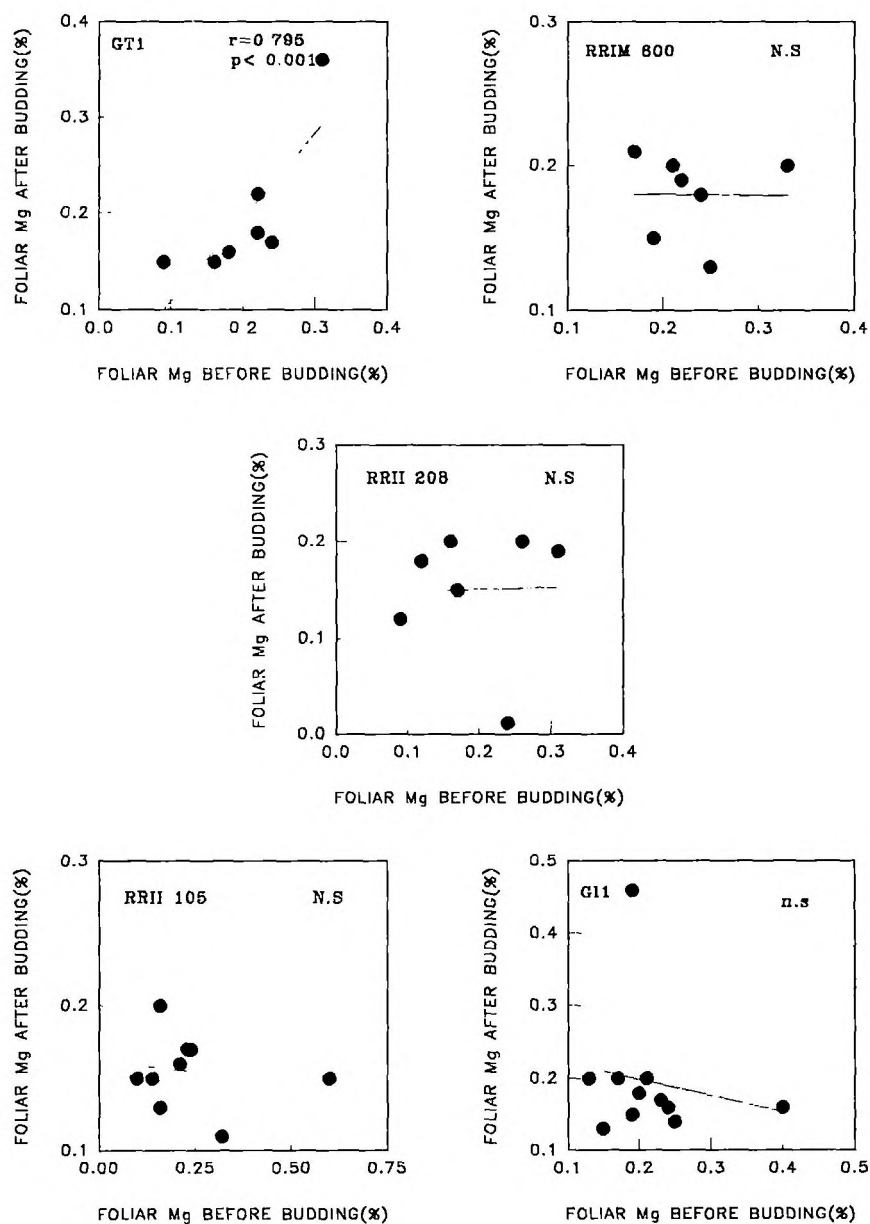 GT1
r=0 795
p< 0.001
0.4
0.3
0.2
0.1
FOLIAR Mg AFTER BUDDING(%)
0.0 0.1 0.2 0.3 0.4
FOLIAR Mg BEFORE BUDDING(%)
RRIM 600 N.S
0.3
0.2
0.1
FOLIAR Mg AFTER BUDDING(%)
0.1 0.2 0.3 0.4
FOLIAR Mg BEFORE BUDDING(%)
RRII 208 N.S
0.3
0.2
0.1
0.0
FOLIAR Mg AFTER BUDDING(%)
0.0 0.1 0.2 0.3 0.4
FOLIAR Mg BEFORE BUDDING(%)
RRII 105 N.S
0.3
0.2
0.1
FOLIAR Mg AFTER BUDDING(%)
0.00 0.25 0.50 0.75
FOLIAR Mg BEFORE BUDDING(%)
Gl1 n.s
0.5
0.4
0.3
0.2
0.1
FOLIAR Mg AFTER BUDDING(%)
0.1 0.2 0.3 0.4 0.5
FOLIAR Mg BEFORE BUDDING(%)